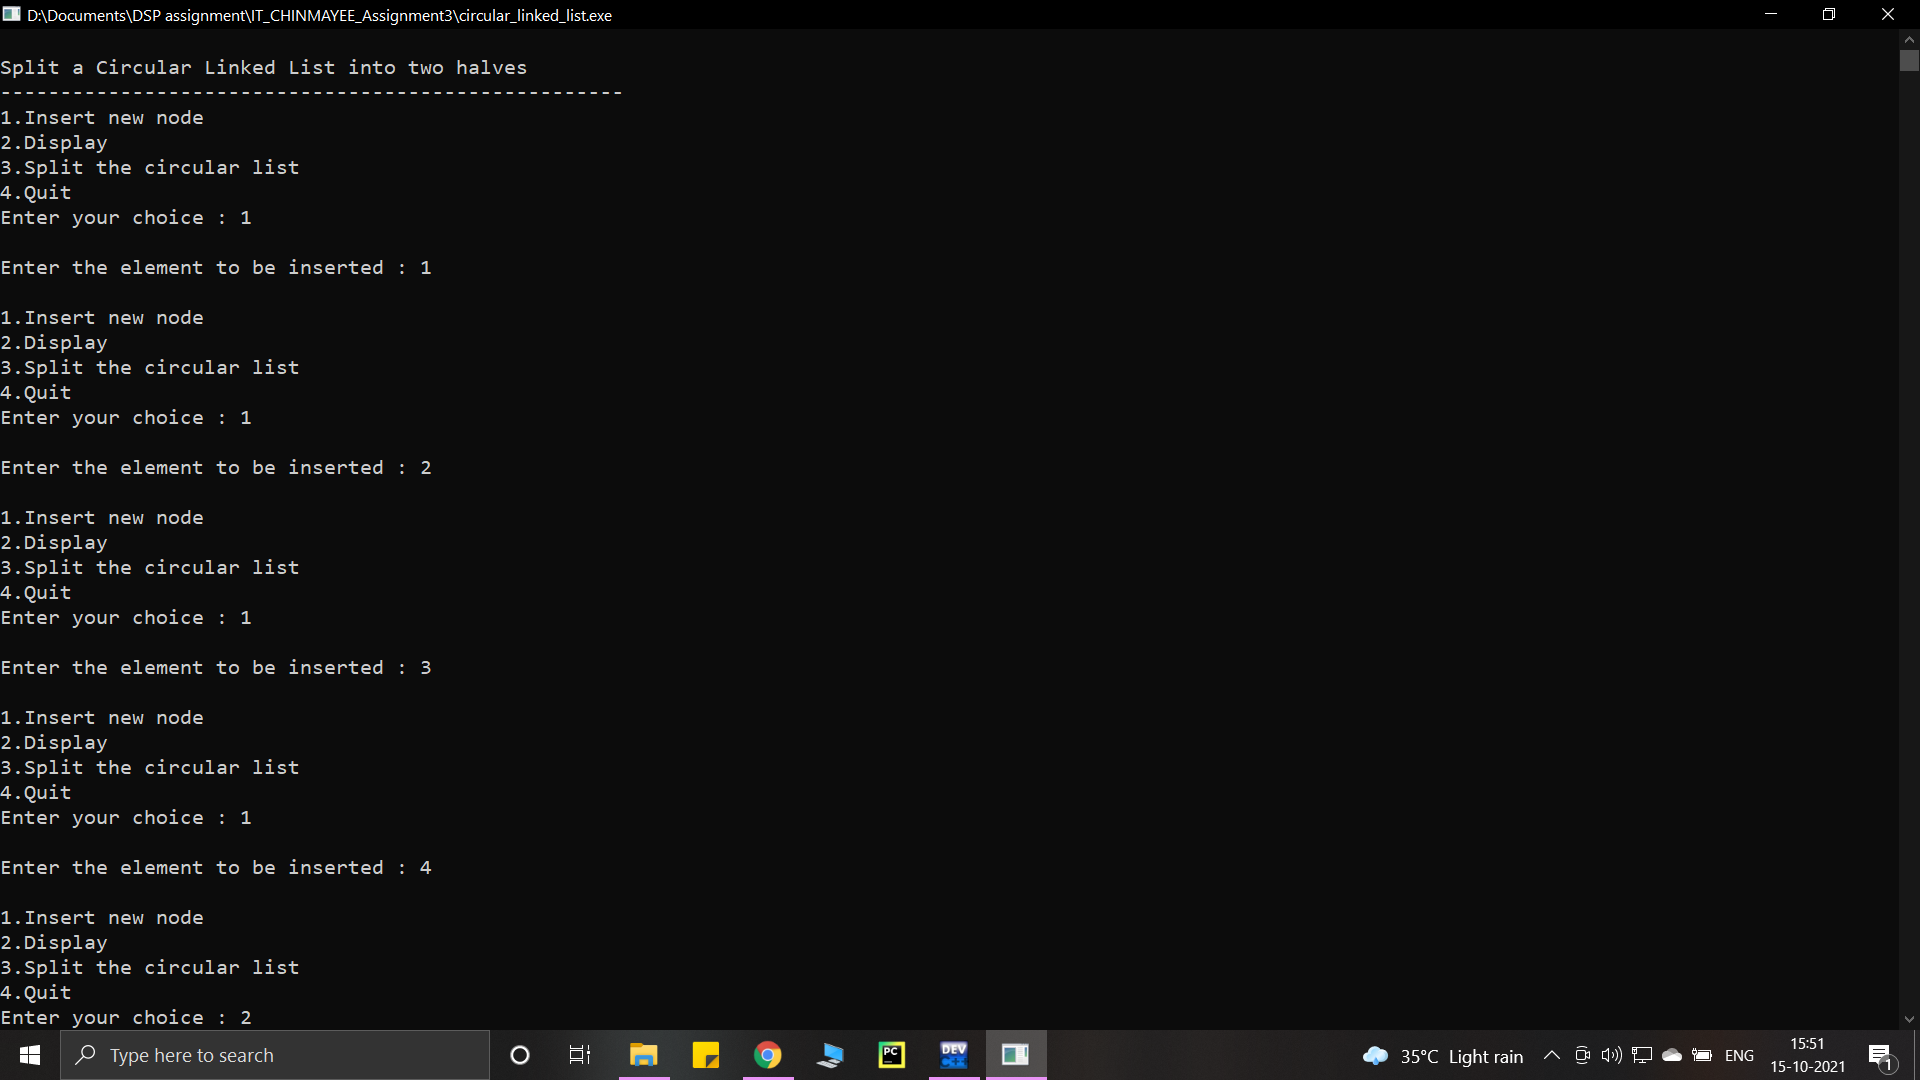 D:\Documents\DSP assignment\IT_CHINMAYEE_Assignment3\circular_linked_list.exe
Split a Circular Linked List into two halves
----------------------------------------------------
1.Insert new node
2.Display
3.Split the circular list
4.Quit
Enter your choice : 1
Enter the element to be inserted : 1
1.Insert new node
2.Display
3.Split the circular list
4.Quit
Enter your choice : 1
Enter the element to be inserted : 2
1.Insert new node
2.Display
3.Split the circular list
4.Quit
Enter your choice : 1
Enter the element to be inserted : 3
1.Insert new node
2.Display
3.Split the circular list
4.Quit
Enter your choice : 1
Enter the element to be inserted : 4
1.Insert new node
2.Display
3.Split the circular list
4.Quit
Enter your choice : 2
Type here to search
PC
DEV
C++
35°C Light rain
ENG
15:51
15-10-2021
1